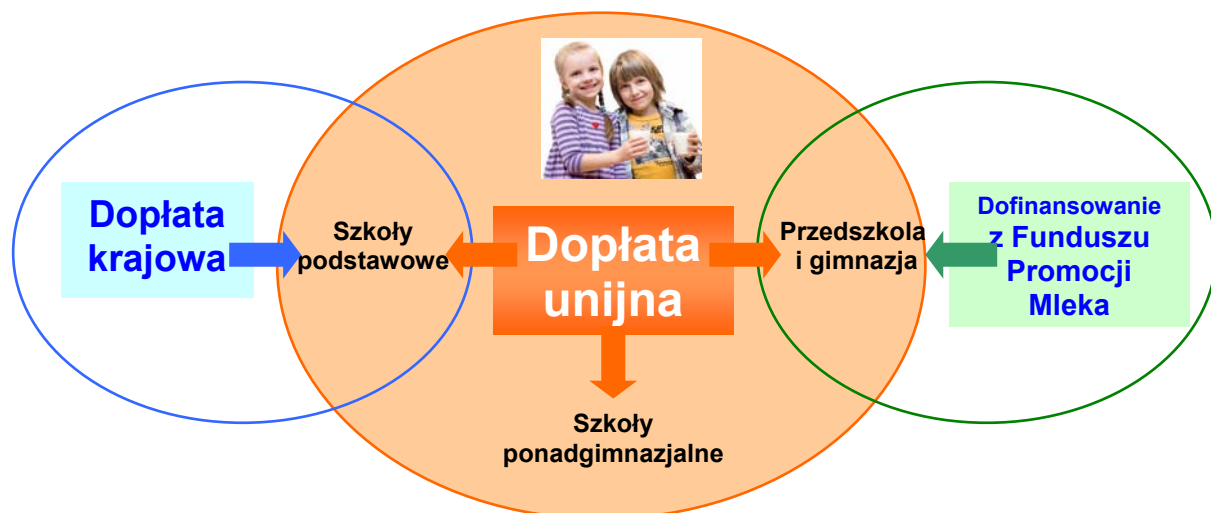 Dopłata
krajowa
Szkoły
podstawowe
Dopłata
unijna
Przedszkola
i gimnazja
Dofinansowanie
z Funduszu
Promocji
Mleka
Szkoły
ponadgimnazjalne